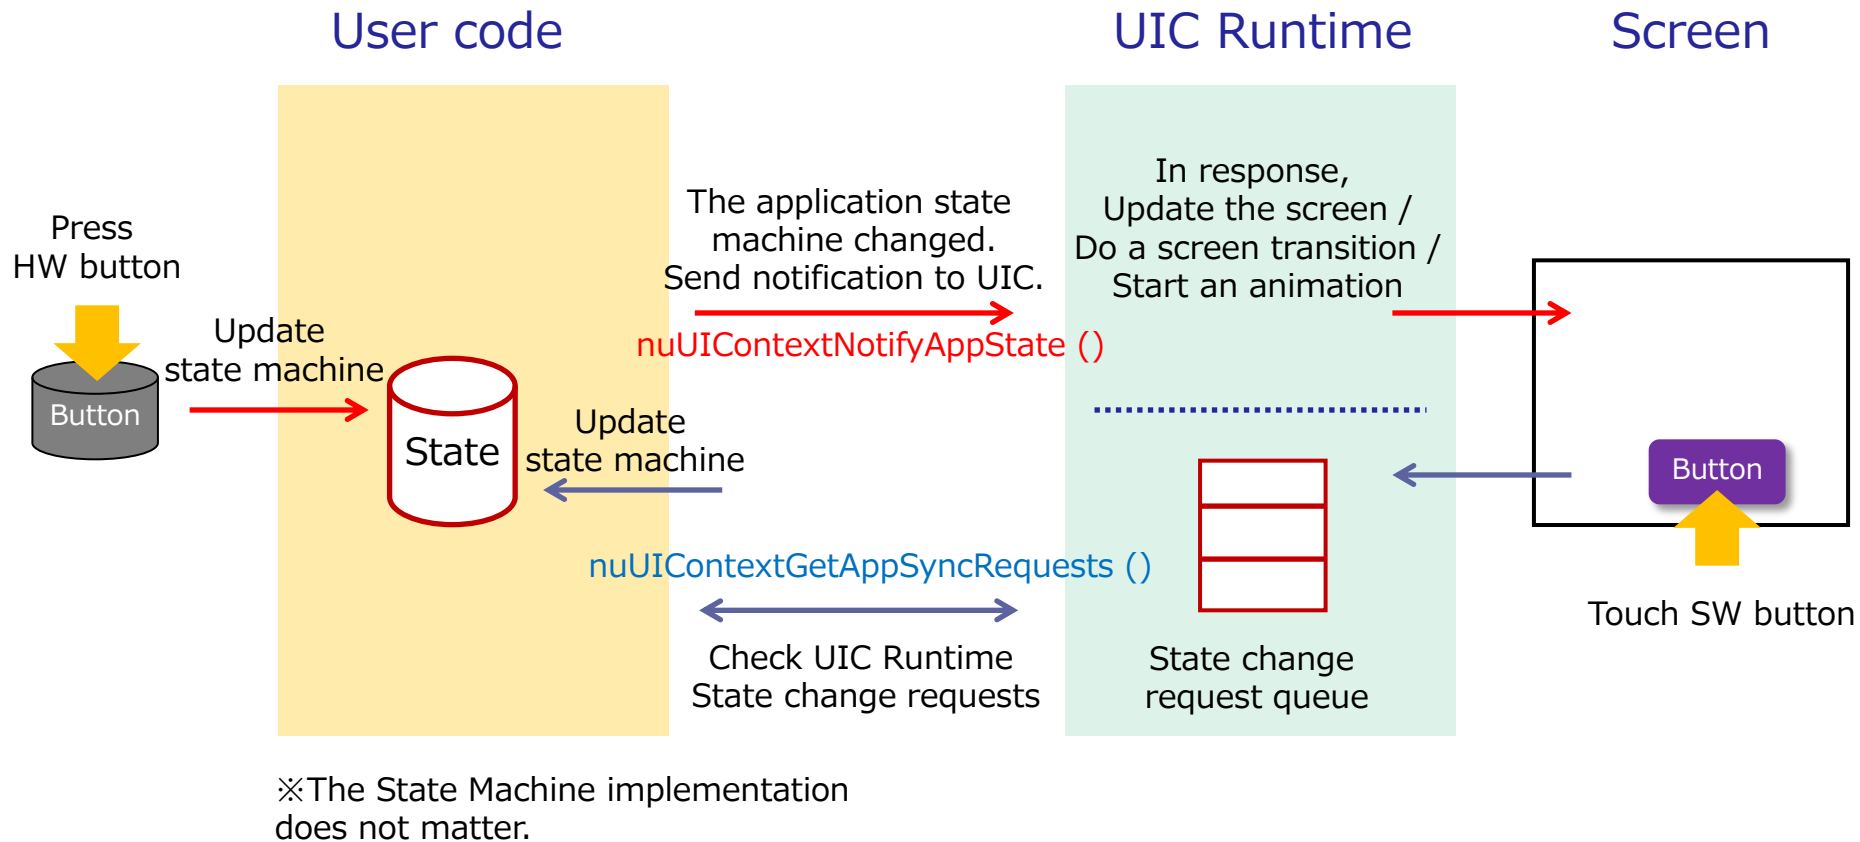 User code
UIC Runtime
Screen
Press
HW button
Button
Update
state machine
State
The application state
machine changed.
Send notification to UIC.
nuUIContextNotifyAppState ()
Update
state machine
nuUIContextGetAppSyncRequests ()
Check UIC Runtime
State change requests
In response,
Update the screen /
Do a screen transition /
Start an animation
State change
request queue
Button
Touch SW button
※The State Machine implementation
does not matter.